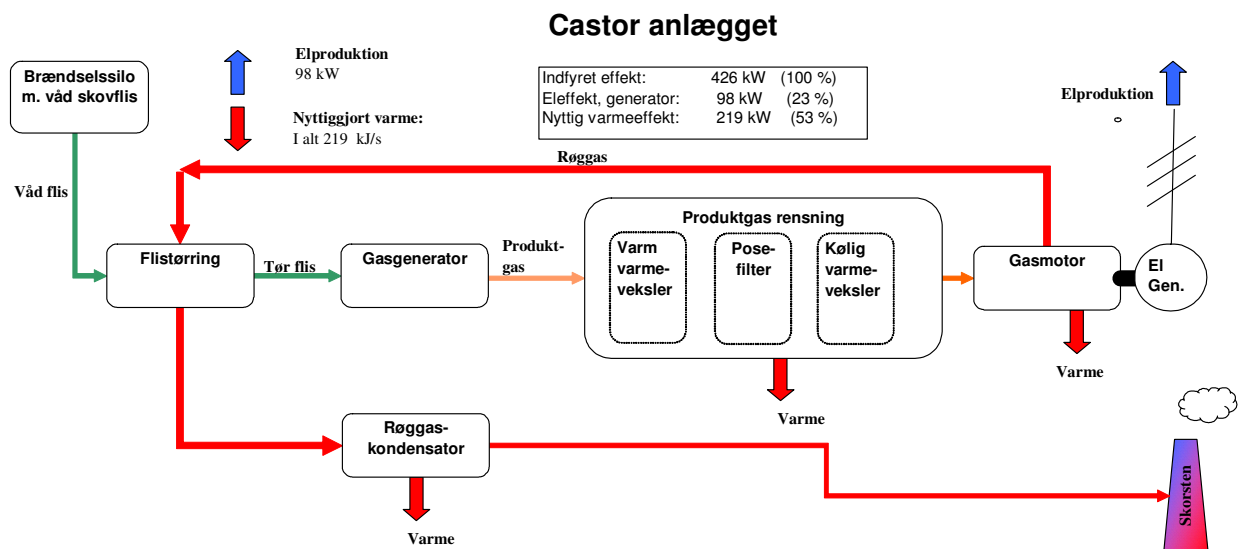 Castor anlægget
Brændselssilo
m. våd skovflis
Elproduktion
98 kW
Nyttiggjort varme:
I alt 219 kJ/s
Indfyret effekt: 426 kW (100 %)
Eleffekt, generator: 98 kW (23 %)
Nyttig varmeeffekt: 219 kW (53 %)
Elproduktion
Røggas
Våd flis
Flistørring
Tør flis
Gasgenerator
Produkt-
gas
Produktgas rensning
Varm
varme-
veksler
Pose-
filter
Kølig
varme-
veksler
Gasmotor
El
Gen.
Varme
Varme
Røggas-
kondensator
Varme
Skorsten